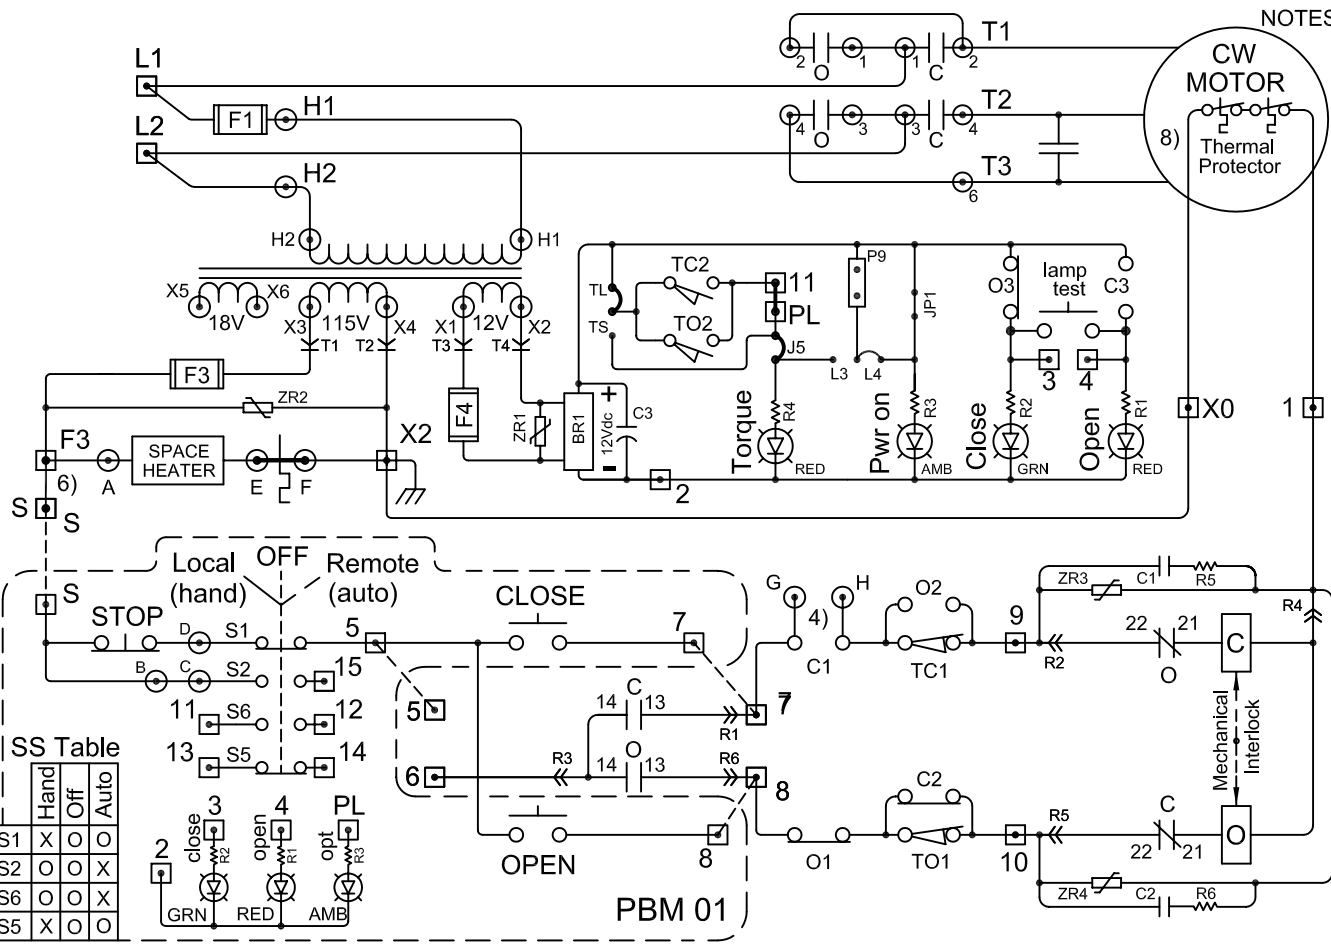 NOTES
T1
2 1 1 2
O C
CW
MOTOR
L1
F1 H1
T2
4 3 3 4
O C
8)
Thermal
Protector
L2
H2
T3
6
H2 H1
X5 X6
18V
X3 115V X4
X1 12V X2
T1 T2 T3 T4
TL
TS
TC2
TO2
11
PL
J5
P9
L3 L4
JP1
O3
lamp
test
C3
3 4
F3
ZR2
F4
ZR1
BR1
+
12Vdc
-
C3
Torque
R4
RED
Pwr on
R3
AMB
Close
R2
GRN
Open
R1
RED
X0
1
F3
6)
A
SPACE
HEATER
E F
X2
2
S
S
Local
(hand)
OFF
Remote
(auto)
S
STOP
D S1
5
CLOSE
7
B C S2
15
11 S6 12
13 S5 14
5
6
R3
14 C 13
R1
7
14 O 13
R6
8
G H
4)
C1
O2
TC1
9
R2
ZR3
C1
R5
22 21
O
C
R4
Mechanical
Interlock
OPEN
8
O1
C2
TO1
10
R5
C
22 21
O
ZR4
C2
R6
SS Table
Hand Off Auto
S1 X O O
S2 O O X
S6 O O X
S5 X O O
2
3
close
R2
GRN
4
open
R1
RED
PL
opt
R3
AMB
PBM 01